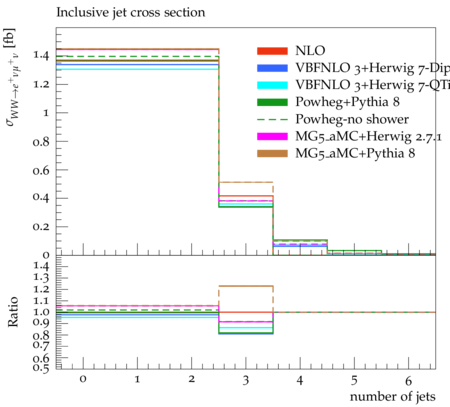 Inclusive jet cross section
σWW→e⁺νμ⁺ν [fb]
1.4
1.2
1.0
0.8
0.6
0.4
0.2
0
NLO
VBFNLO 3+Herwig 7-Dip
VBFNLO 3+Herwig 7-QTi
Powheg+Pythia 8
Powheg-no shower
MG5_aMC+Herwig 2.7.1
MG5_aMC+Pythia 8
Ratio
1.4
1.3
1.2
1.1
1.0
0.9
0.8
0.7
0.6
0.5
0 1 2 3 4 5 6
number of jets